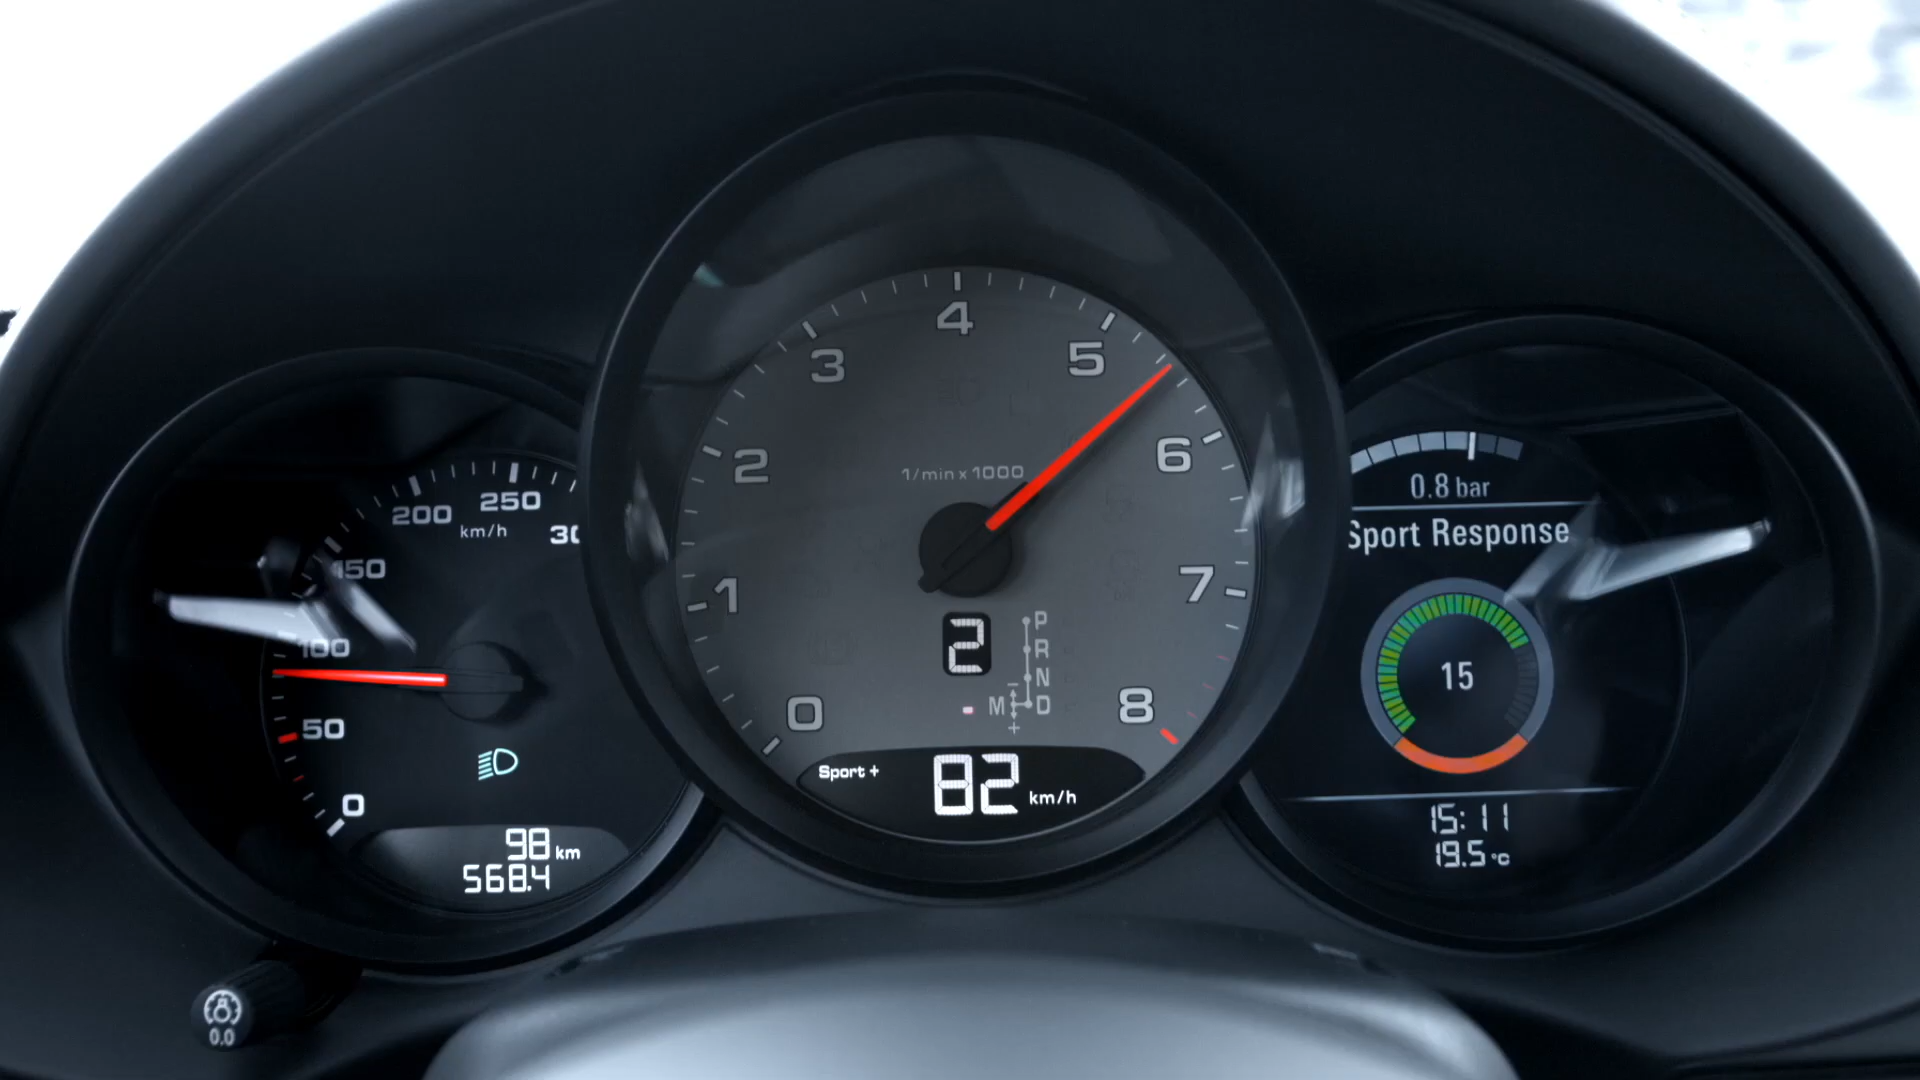 200
250
km/h
30
150
100
50
0
98 km
568.4
0.0
4
3
5
1/min x 1000
2
6
1
7
2
P
R
N
M
D
−
+
0
8
Sport +
82 km/h
0.8 bar
Sport Response
15
15:11
19.5 °C